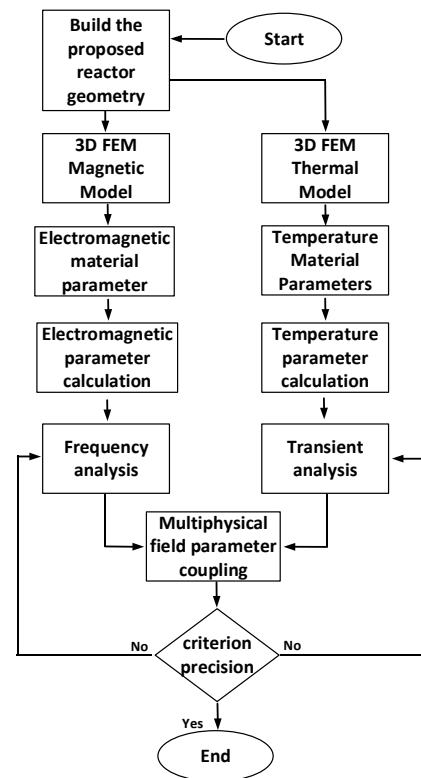 Build the
proposed
reactor
geometry
Start
3D FEM
Magnetic
Model
3D FEM
Thermal
Model
Electromagnetic
material
parameter
Temperature
Material
Parameters
Electromagnetic
parameter
calculation
Temperature
parameter
calculation
Frequency
analysis
Transient
analysis
Multiphysical
field parameter
coupling
No
criterion
precision
No
Yes
End